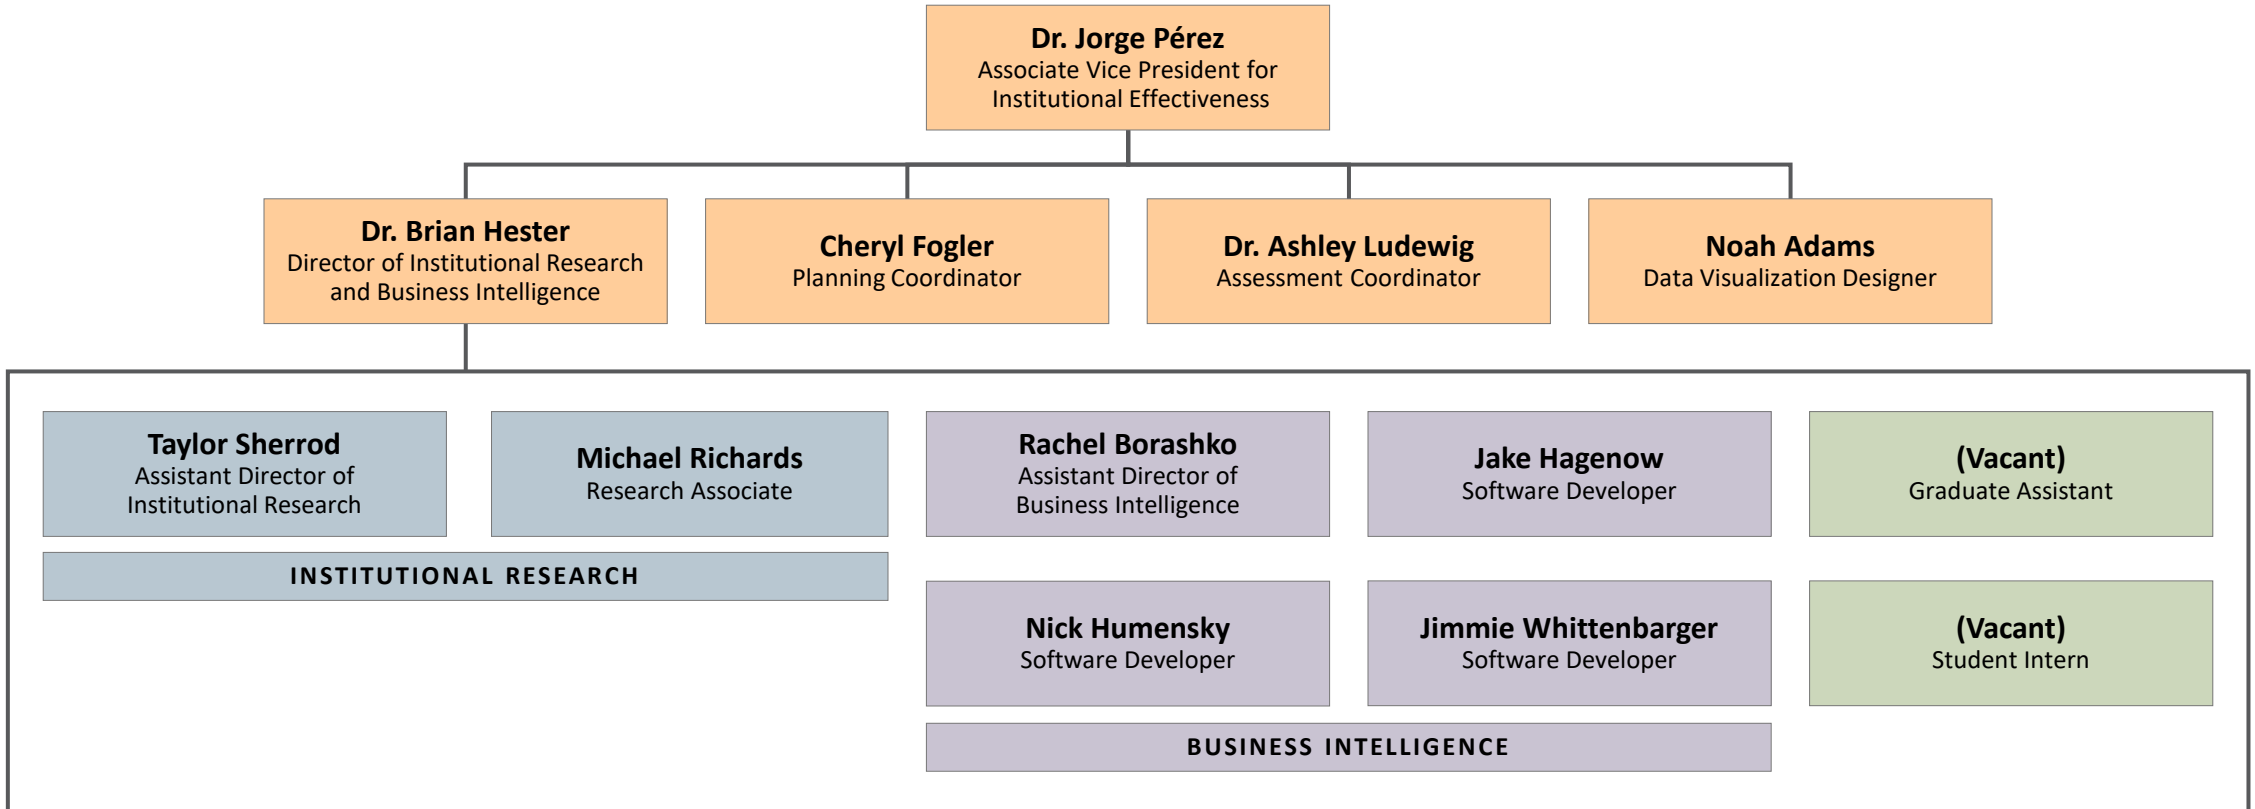 Dr. Jorge Pérez
Associate Vice President for
Institutional Effectiveness
Dr. Brian Hester
Director of Institutional Research
and Business Intelligence
Cheryl Fogler
Planning Coordinator
Dr. Ashley Ludewig
Assessment Coordinator
Noah Adams
Data Visualization Designer
Taylor Sherrod
Assistant Director of
Institutional Research
Michael Richards
Research Associate
Rachel Borashko
Assistant Director of
Business Intelligence
Jake Hagenow
Software Developer
(Vacant)
Graduate Assistant
INSTITUTIONAL RESEARCH
Nick Humensky
Software Developer
Jimmie Whittenbarger
Software Developer
(Vacant)
Student Intern
BUSINESS INTELLIGENCE